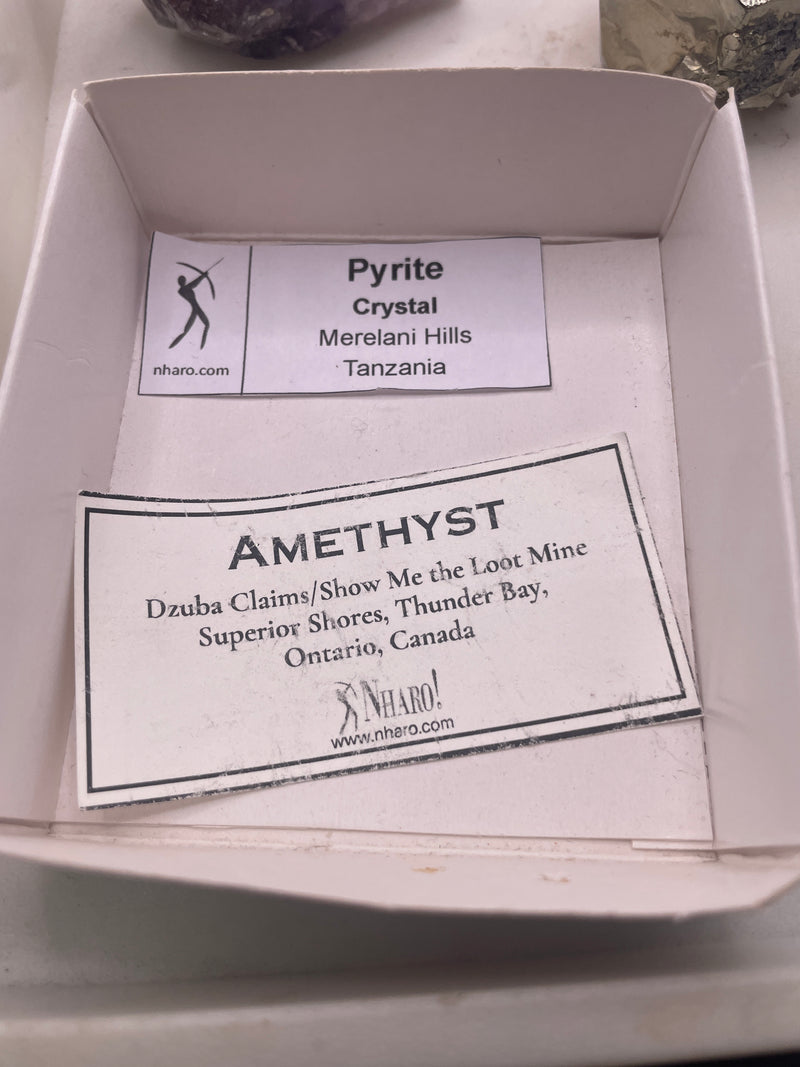 Pyrite
Crystal
Merelani Hills
Tanzania
nharo.com
AMETHYST
Dzuba Claims/Show Me the Loot Mine
Superior Shores, Thunder Bay,
Ontario, Canada
NHARO!
www.nharo.com